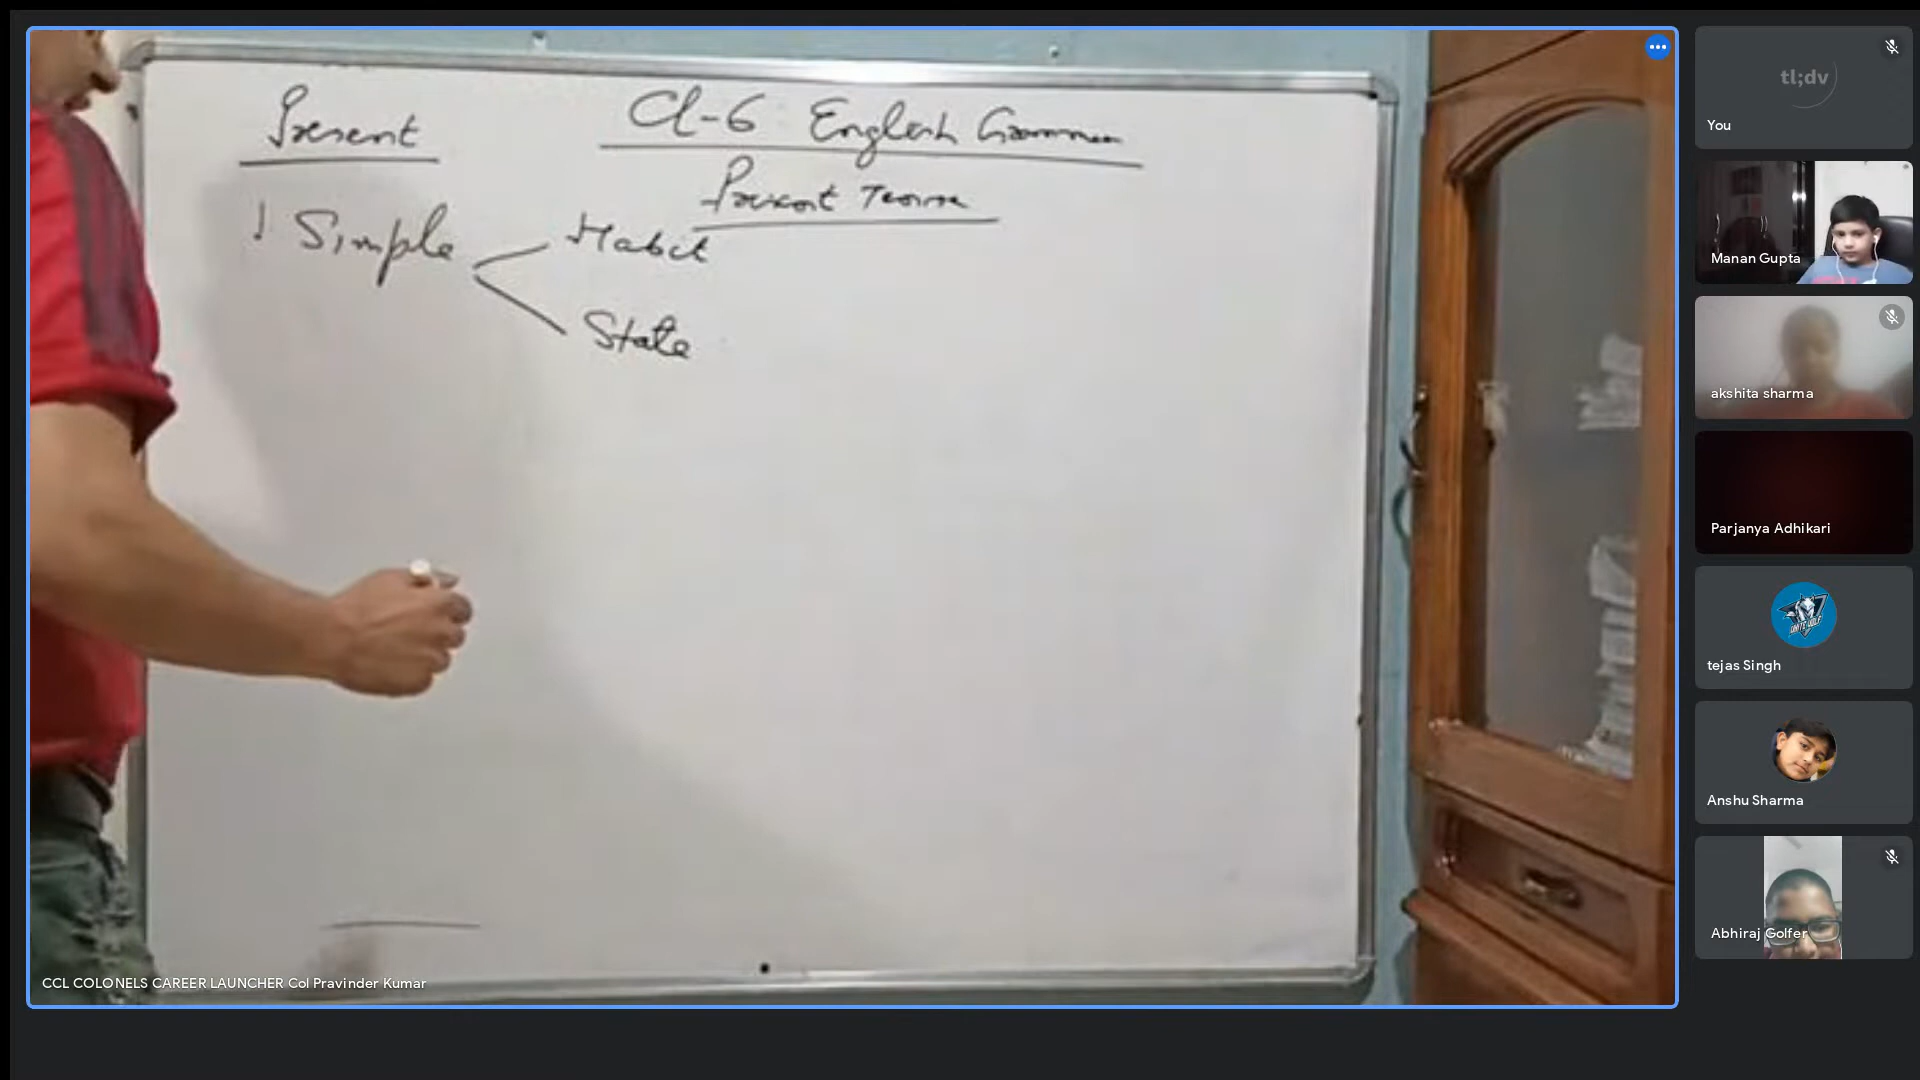 Present
Cl-6 English Grammar
Present Tense
1 Simple
Habit
State
CCL COLONELS CAREER LAUNCHER Col Pravinder Kumar
tl;dv
You
Manan Gupta
akshita sharma
Parjanya Adhikari
tejas Singh
Anshu Sharma
Abhiraj Golfer